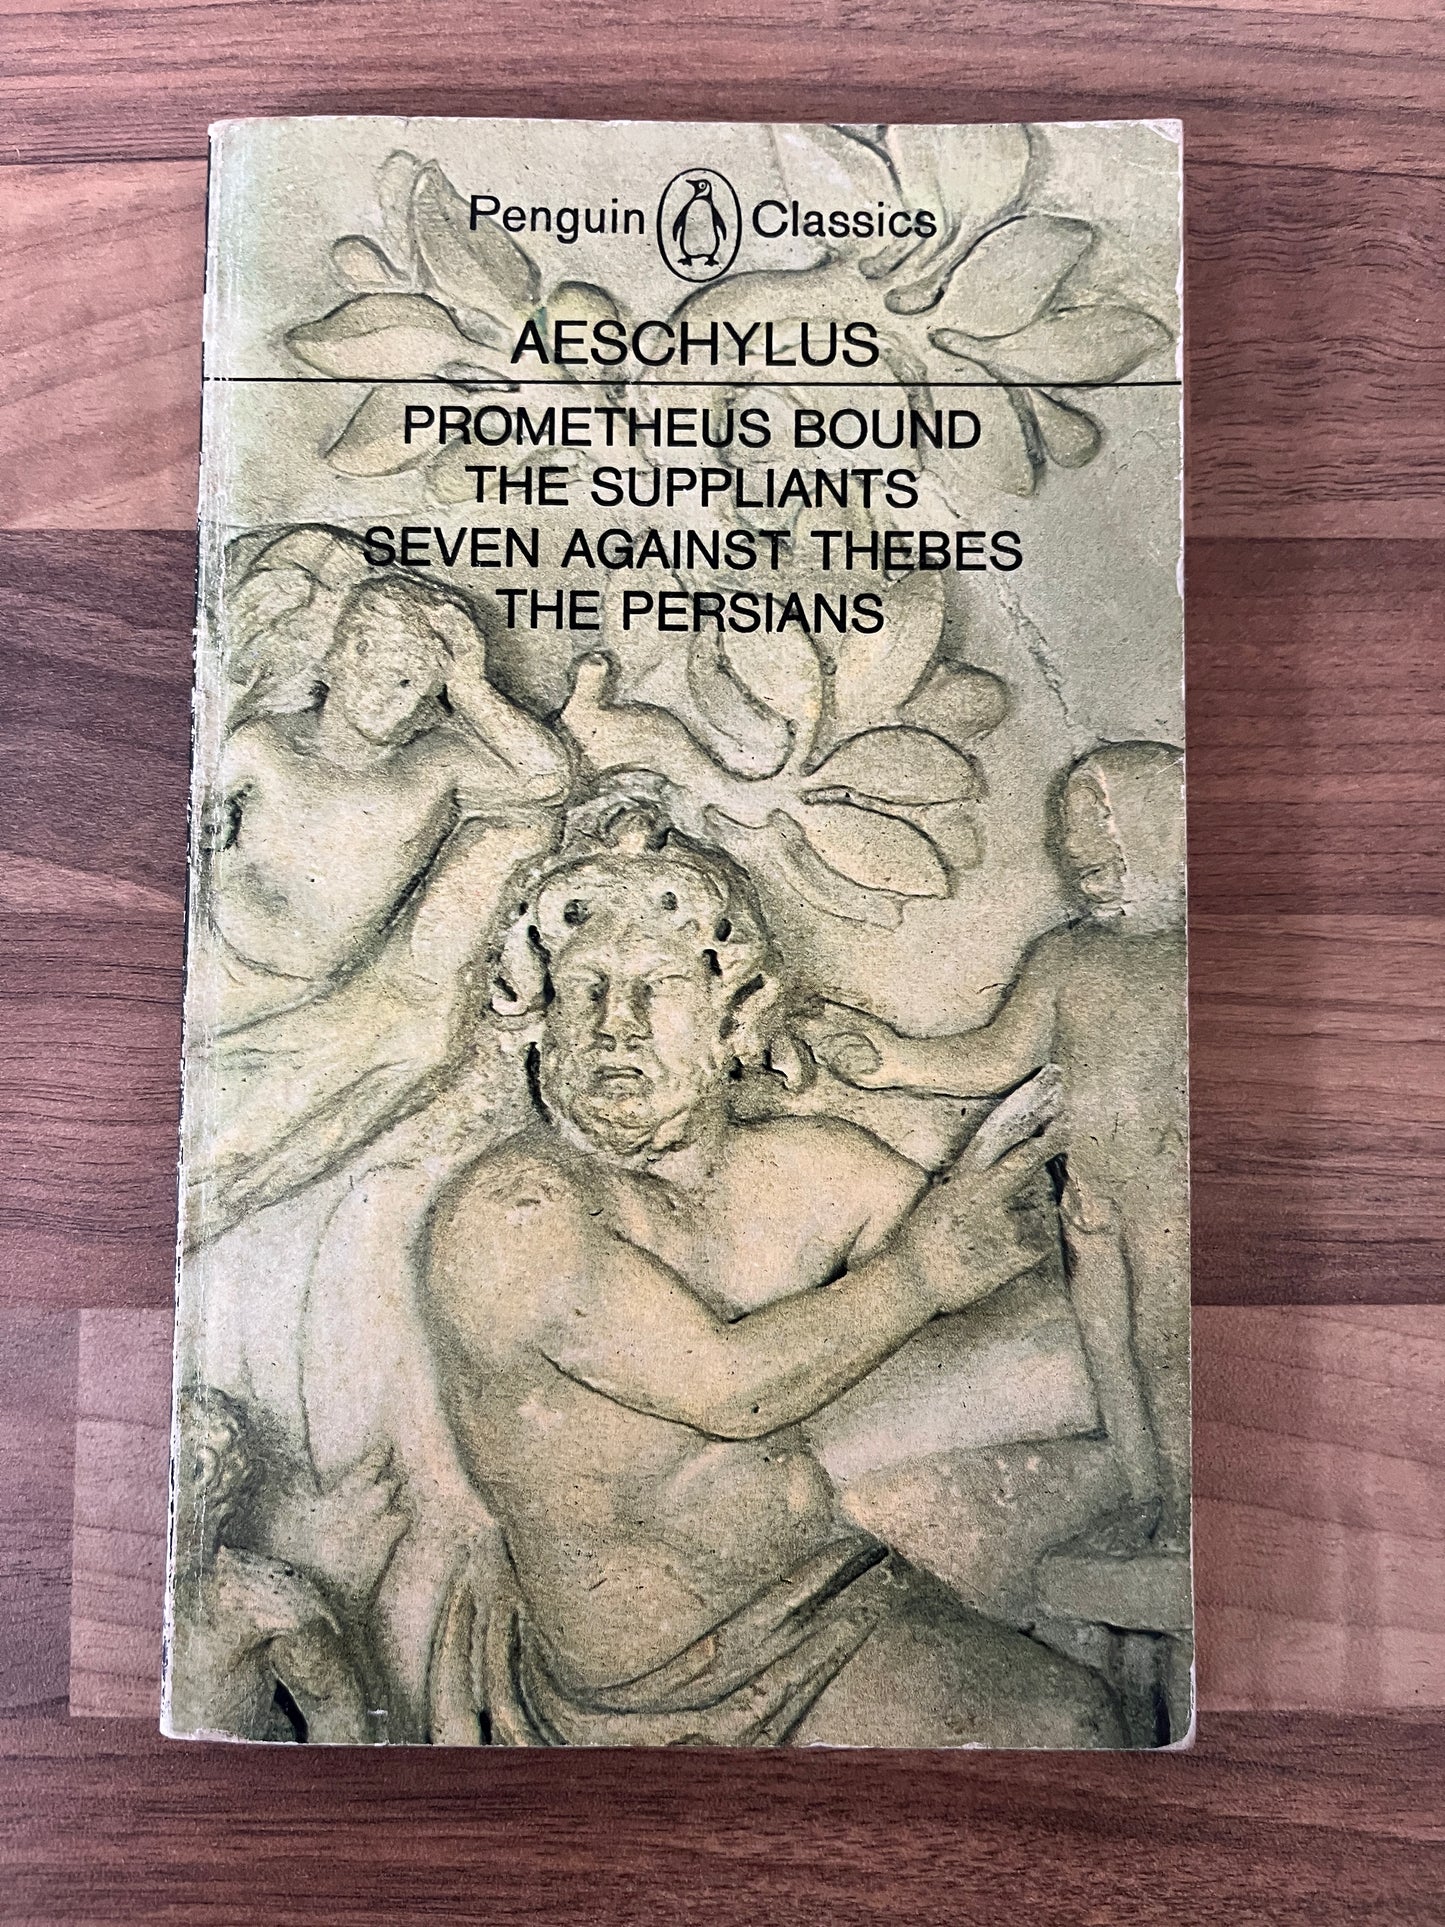 Penguin Classics
AESCHYLUS
PROMETHEUS BOUND
THE SUPPLIANTS
SEVEN AGAINST THEBES
THE PERSIANS